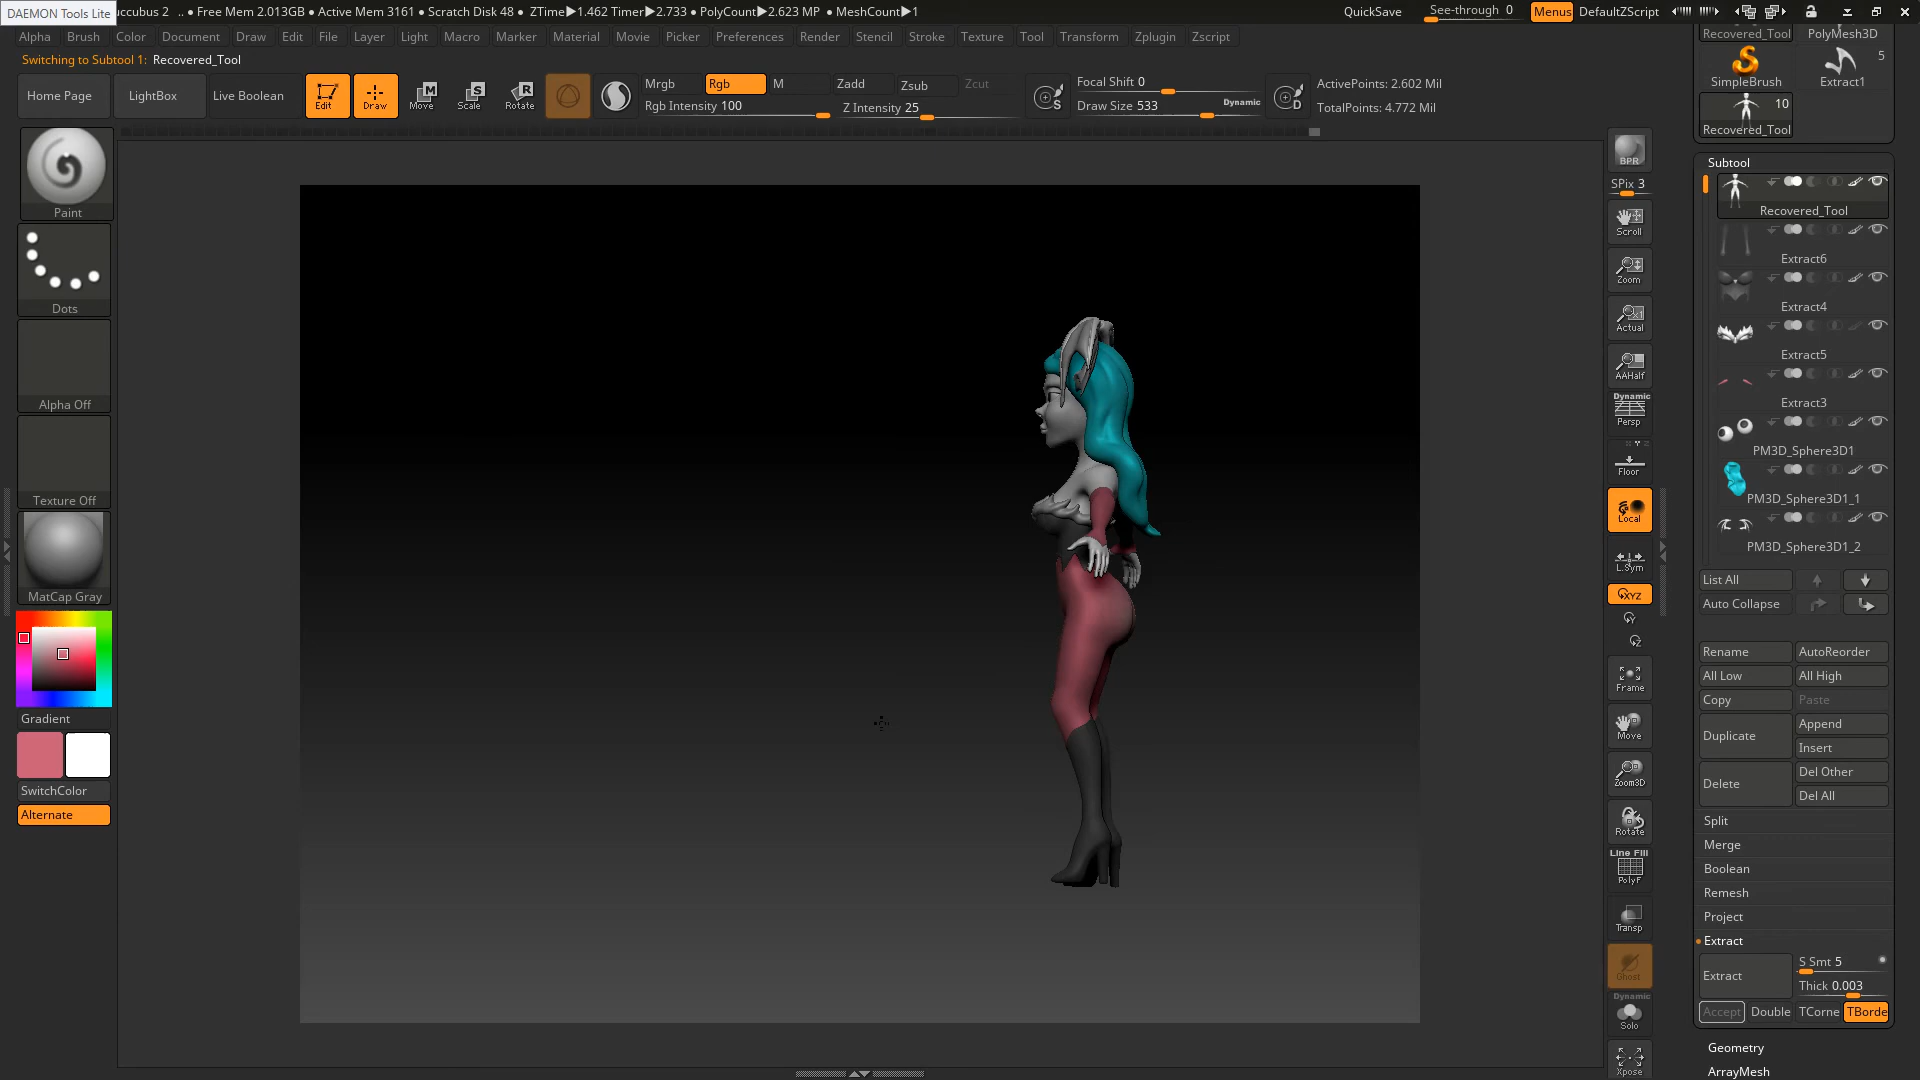 DAEMON Tools Lite
uccubus 2 .. ● Free Mem 2.013GB ● Active Mem 3161 ● Scratch Disk 48 ● ZTime▶1.462 Timer▶2.733 ● PolyCount▶2.623 MP ● MeshCount▶1
QuickSave See-through 0 Menus DefaultZScript
Alpha Brush Color Document Draw Edit File Layer Light Macro Marker Material Movie Picker Preferences Render Stencil Stroke Texture Tool Transform Zplugin Zscript
Switching to Subtool 1: Recovered_Tool
Home Page LightBox Live Boolean
Edit Draw Move Scale Rotate
Mrgb Rgb M Zadd Zsub Zcut
Rgb Intensity 100 Z Intensity 25
Focal Shift 0
Draw Size 533 Dynamic
ActivePoints: 2.602 Mil
TotalPoints: 4.772 Mil
Paint
Dots
Alpha Off
Texture Off
MatCap Gray
Gradient
SwitchColor
Alternate
BPR
SPix 3
Scroll
Zoom
Actual
AAHalf
Dynamic
Persp
Floor
Local
L.Sym
XYZ
Y
Z
Frame
Move
Zoom3D
Rotate
Line Fill
PolyF
Transp
Ghost
Dynamic
Solo
Xpose
Recovered_Tool PolyMesh3D
SimpleBrush Extract1 5
10
Recovered_Tool
Subtool
Recovered_Tool
Extract6
Extract4
Extract5
Extract3
PM3D_Sphere3D1
PM3D_Sphere3D1_1
PM3D_Sphere3D1_2
List All
Auto Collapse
Rename AutoReorder
All Low All High
Copy Paste
Duplicate Append
Insert
Delete Del Other
Del All
Split
Merge
Boolean
Remesh
Project
Extract
Extract S Smt 5
Thick 0.003
Accept Double TCorne TBorde
Geometry
ArrayMesh